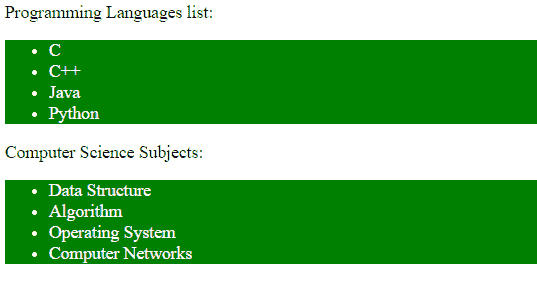 Programming Languages list:
C
C++
Java
Python
Computer Science Subjects:
Data Structure
Algorithm
Operating System
Computer Networks